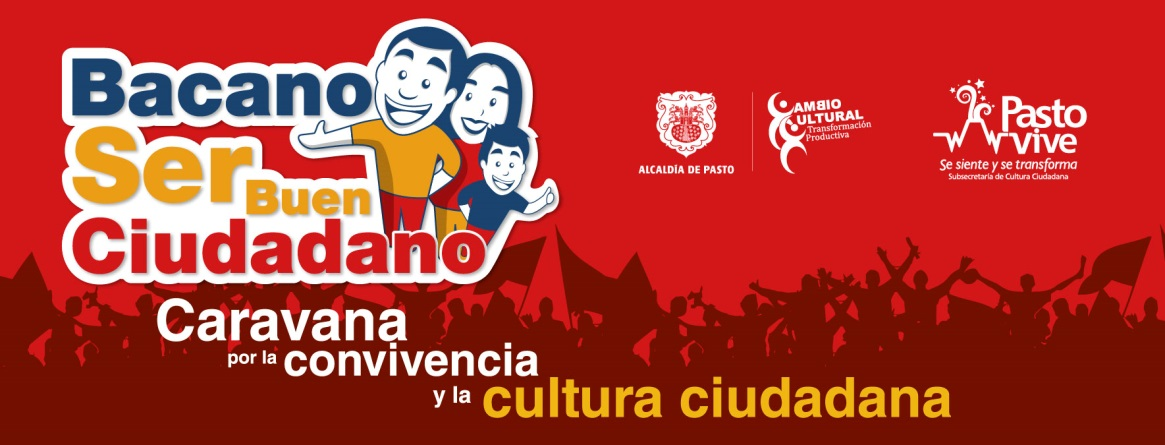 Bacano
Ser Buen
Ciudadano
Caravana
por la convivencia
y la cultura ciudadana
ALCALDÍA DE PASTO
CAMBIO
CULTURAL
Transformación
Productiva
Pasto
vive
Se siente y se transforma
Subsecretaría de Cultura Ciudadana